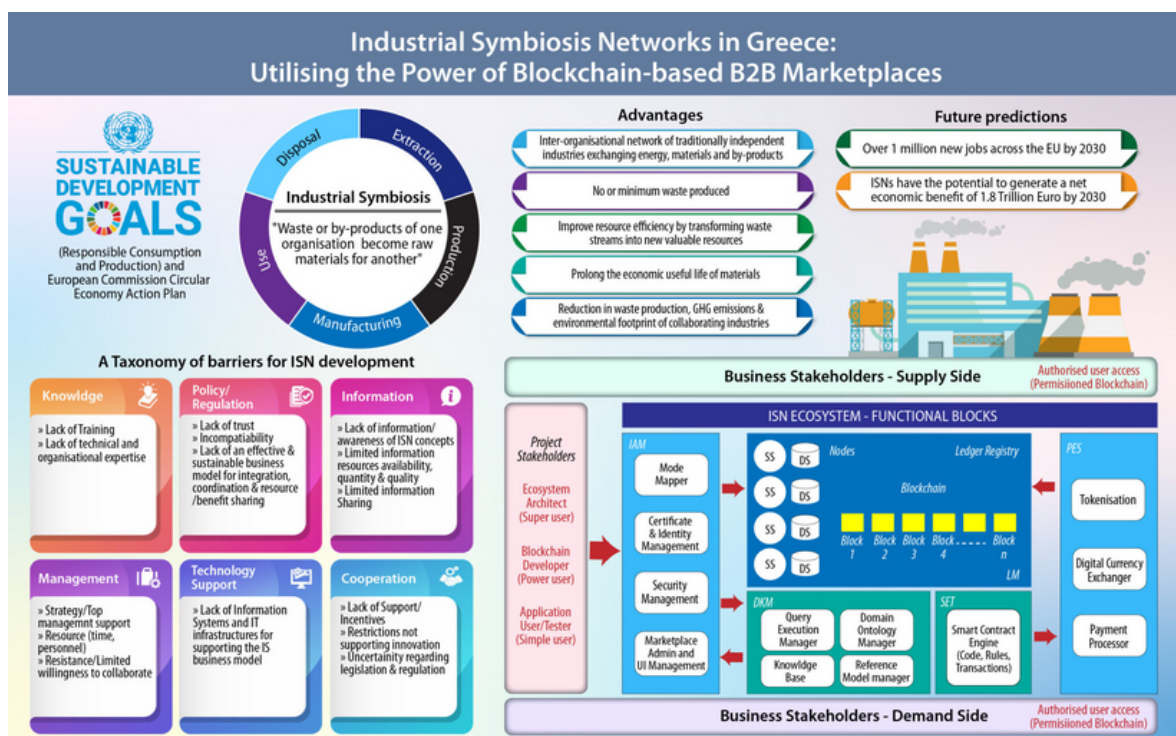 Industrial Symbiosis Networks in Greece:
Utilising the Power of Blockchain-based B2B Marketplaces
SUSTAINABLE
DEVELOPMENT
GOALS
(Responsible Consumption
and Production) and
European Commission Circular
Economy Action Plan
Disposal
Extraction
Production
Manufacturing
Use
Industrial Symbiosis
"Waste or by-products of one
organisation become raw
materials for another"
Advantages
Inter-organisational network of traditionally independent
industries exchanging energy, materials and by-products
No or minimum waste produced
Improve resource efficiency by transforming waste
streams into new valuable resources
Prolong the economic useful life of materials
Reduction in waste production, GHG emissions &
environmental footprint of collaborating industries
Future predictions
Over 1 million new jobs across the EU by 2030
ISNs have the potential to generate a net
economic benefit of 1.8 Trillion Euro by 2030
A Taxonomy of barriers for ISN development
Knowldge
» Lack of Training
» Lack of technical and
organisational expertise
Policy/
Regulation
» Lack of trust
» Incompatiability
» Lack of an effective &
sustainable business
model for integration,
coordination & resource
/benefit sharing
Information
» Lack of information/
awareness of ISN concepts
» Limited information
resources availability,
quantity & quality
» Limited information
Sharing
Management
» Strategy/Top
managemnt support
» Resource (time,
personnel)
» Resistance/Limited
willingness to collaborate
Technology
Support
» Lack of Information
Systems and IT
infrastructures for
supporting the IS
business model
Cooperation
» Lack of Support/
Incentives
» Restrictions not
supporting innovation
» Uncertainity regarding
legislation & regulation
Business Stakeholders - Supply Side
Authorised user access
(Permisiioned Blockchain)
Project
Stakeholders
Ecosystem
Architect
(Super user)
Blockchain
Developer
(Power user)
Application
User/Tester
(Simple user)
ISN ECOSYSTEM - FUNCTIONAL BLOCKS
IAM
Mode
Mapper
Certificate
& Identity
Management
Security
Management
Marketplace
Admin and
UI Management
SS DS
SS DS
SS DS
SS DS
Nodes
Ledger Registry
Blockchain
Block
1
Block
2
Block
3
Block
4
Block
n
LM
DKM
Query
Execution
Manager
Domain
Ontology
Manager
Knowldge
Base
Reference
Model manager
SET
Smart Contract
Engine
(Code, Rules,
Transactions)
PES
Tokenisation
Digital Currency
Exchanger
Payment
Processor
Business Stakeholders - Demand Side
Authorised user access
(Permisiioned Blockchain)